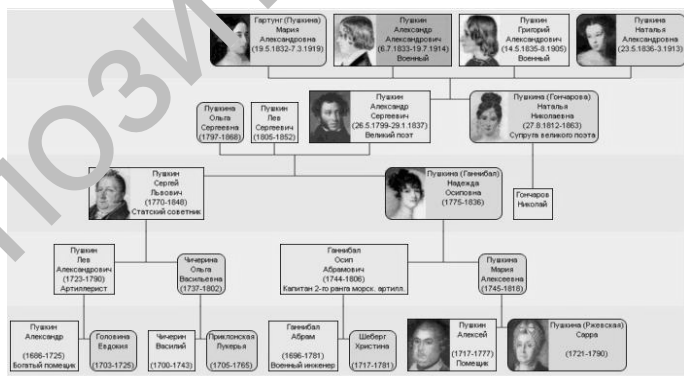 Гартунг (Пушкина)
Мария
Александровна
(19.5.1832-7.3.1919)
Пушкин
Александр
Александрович
(6.7.1833-19.7.1914)
Военный
Пушкин
Григорий
Александрович
(14.5.1835-8.1905)
Военный
Пушкина
Наталья
Александровна
(23.5.1836-3.1913)
Пушкина
Ольга
Сергеевна
(1797-1868)
Пушкин
Лев
Сергеевич
(1805-1852)
Пушкин
Александр
Сергеевич
(26.5.1799-29.1.1837)
Великий поэт
Пушкина (Гончарова)
Наталья
Николаевна
(27.8.1812-1863)
Супруга великого поэта
Пушкин
Сергей
Львович
(1770-1848)
Статский советник
Пушкина (Ганнибал)
Надежда
Осиповна
(1775-1836)
Гончаров
Николай
Пушкин
Лев
Александрович
(1723-1790)
Артиллерист
Чичерина
Ольга
Васильевна
(1737-1802)
Ганнибал
Осип
Абрамович
(1744-1806)
Капитан 2-го ранга морск. артилл.
Пушкина
Мария
Алексеевна
(1745-1818)
Пушкин
Александр
(1686-1725)
Богатый помещик
Головина
Евдокия
(1703-1725)
Чичерин
Василий
(1700-1743)
Приклонская
Лукерья
(1705-1765)
Ганнибал
Абрам
(1696-1781)
Военный инженер
Шеберг
Христина
(1717-1781)
Пушкин
Алексей
(1717-1777)
Помещик
Пушкина (Ржевская)
Сарра
(1721-1790)
ПОЗИ